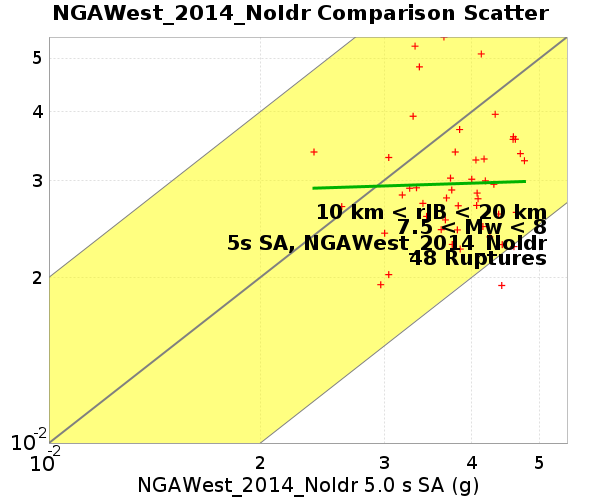 NGAWest_2014_NoIdr Comparison Scatter
5
4
3
2
10-2
10 km < rJB < 20 km
7.5 < Mw < 8
5s SA, NGAWest_2014_NoIdr
48 Ruptures
10-2
2
3
4
5
NGAWest_2014_NoIdr 5.0 s SA (g)